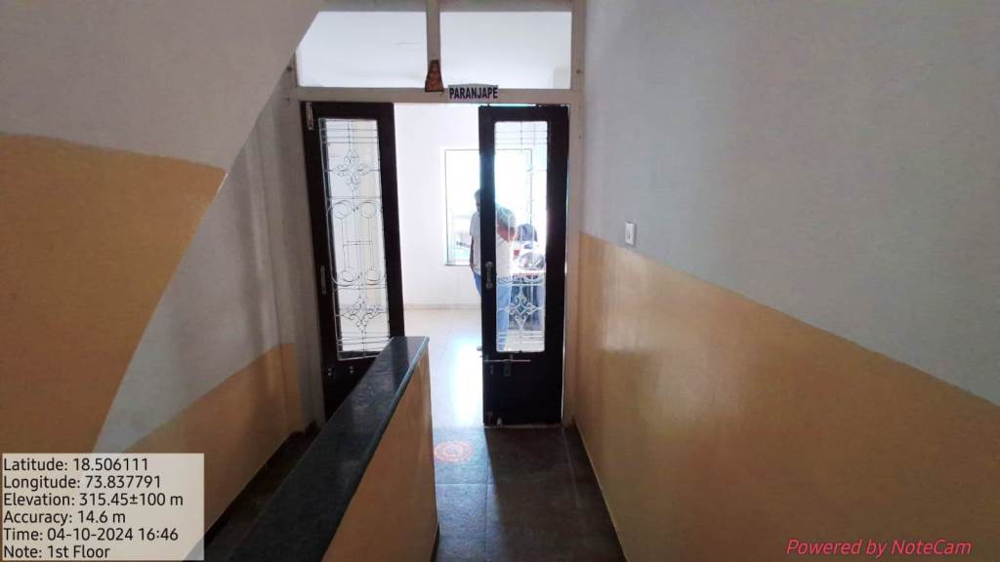 PARANJAPE
Latitude: 18.506111
Longitude: 73.837791
Elevation: 315.45±100 m
Accuracy: 14.6 m
Time: 04-10-2024 16:46
Note: 1st Floor
Powered by NoteCam